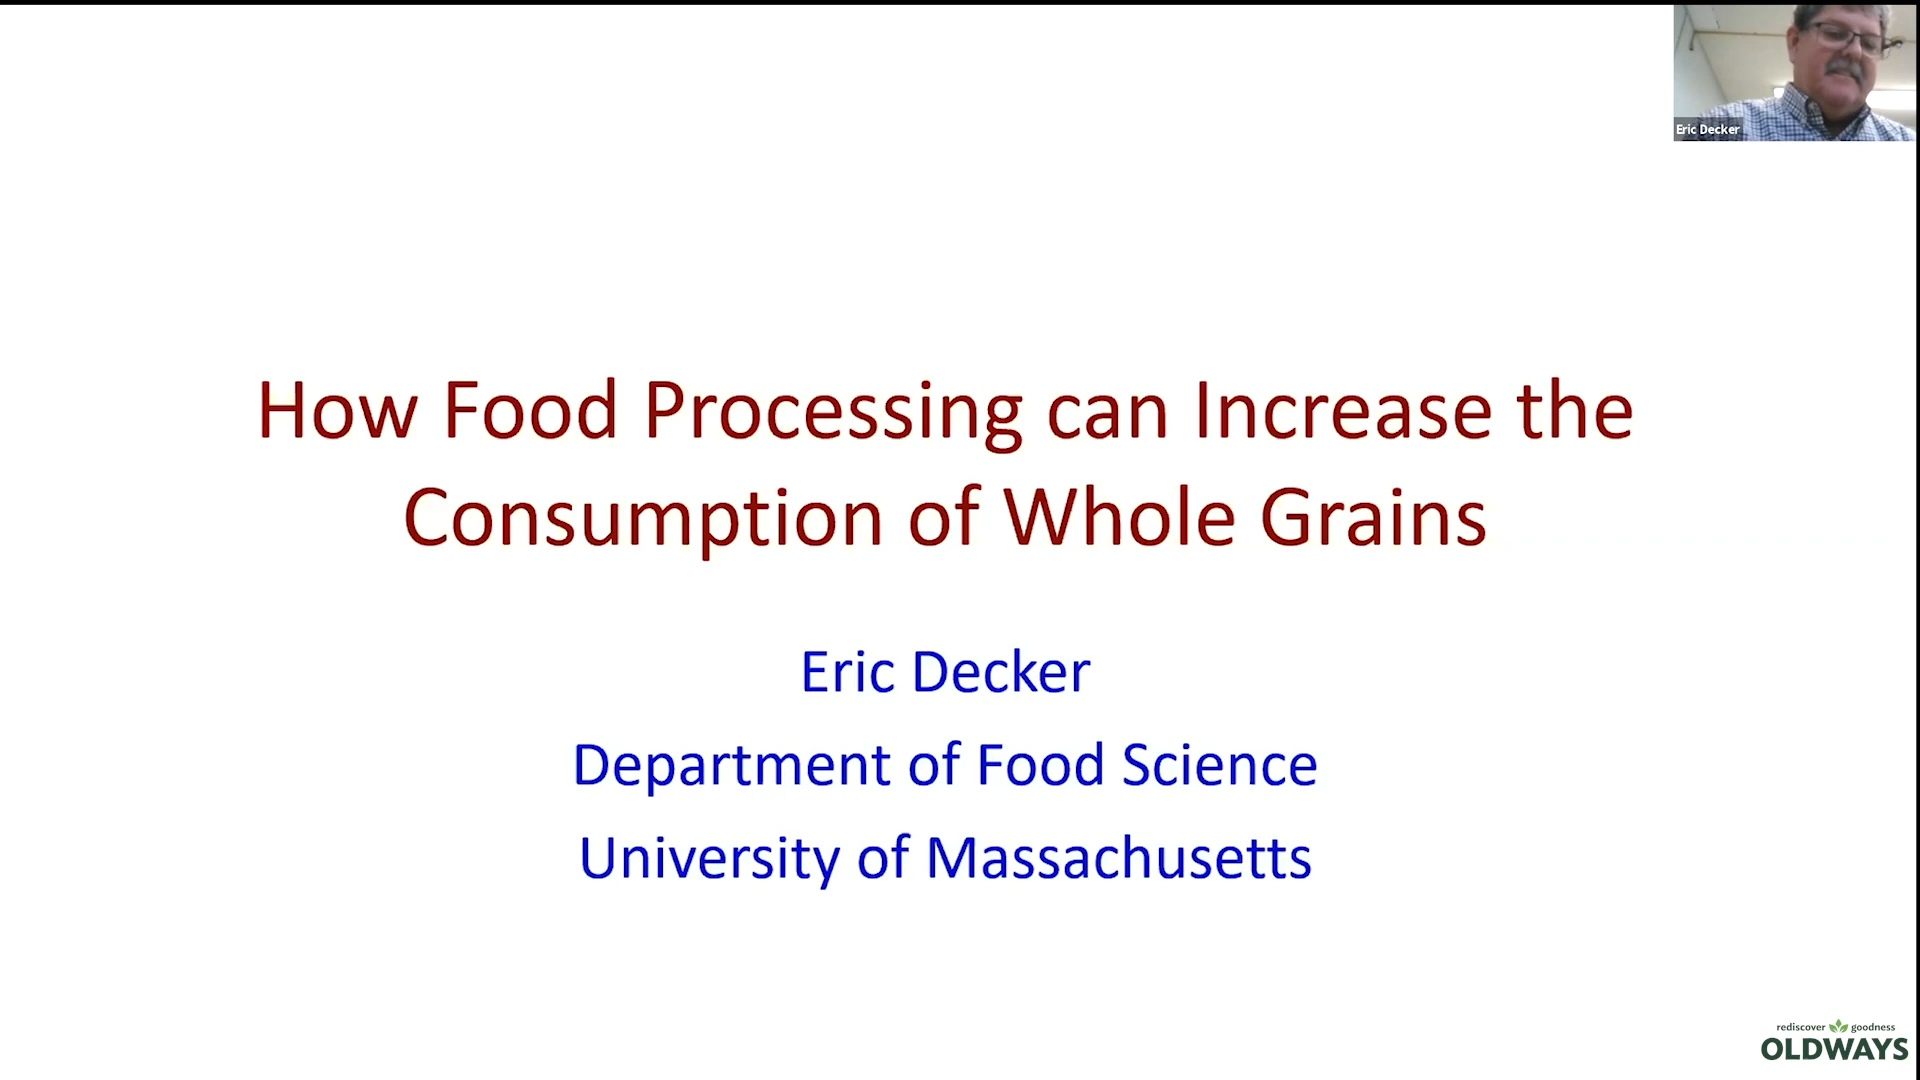 Eric Decker
How Food Processing can Increase the
Consumption of Whole Grains
Eric Decker
Department of Food Science
University of Massachusetts
rediscover goodness
OLDWAYS